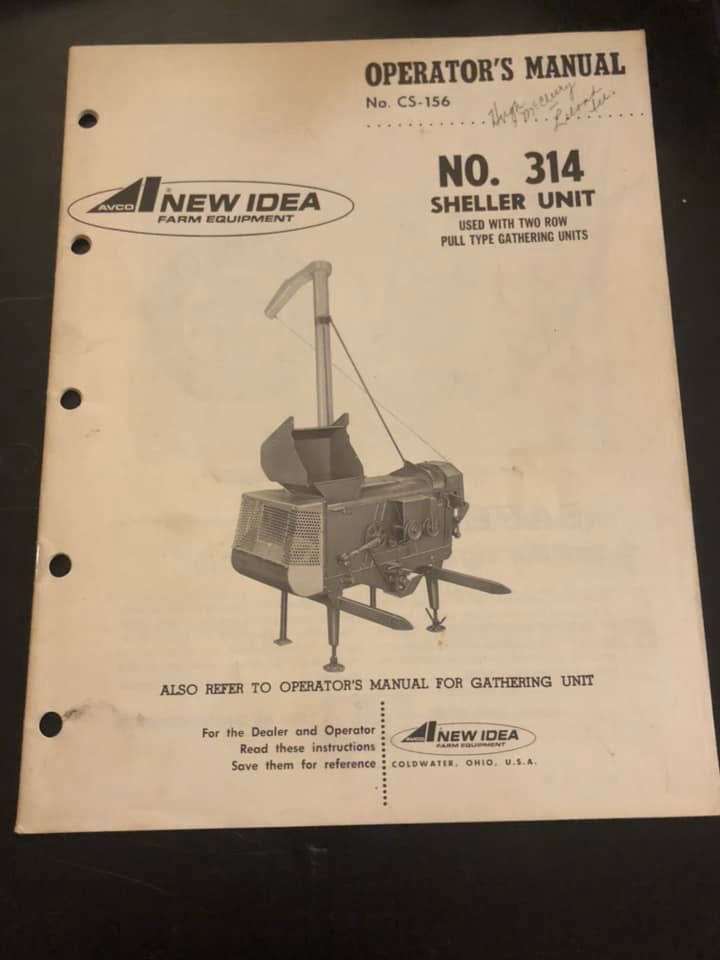 OPERATOR'S MANUAL
No. CS-156
Hugh
NO. 314
SHELLER UNIT
USED WITH TWO ROW
PULL TYPE GATHERING UNITS
AVCO NEW IDEA
FARM EQUIPMENT
ALSO REFER TO OPERATOR'S MANUAL FOR GATHERING UNIT
For the Dealer and Operator
Read these instructions
Save them for reference
AVCO NEW IDEA
FARM EQUIPMENT
COLDWATER, OHIO, U.S.A.